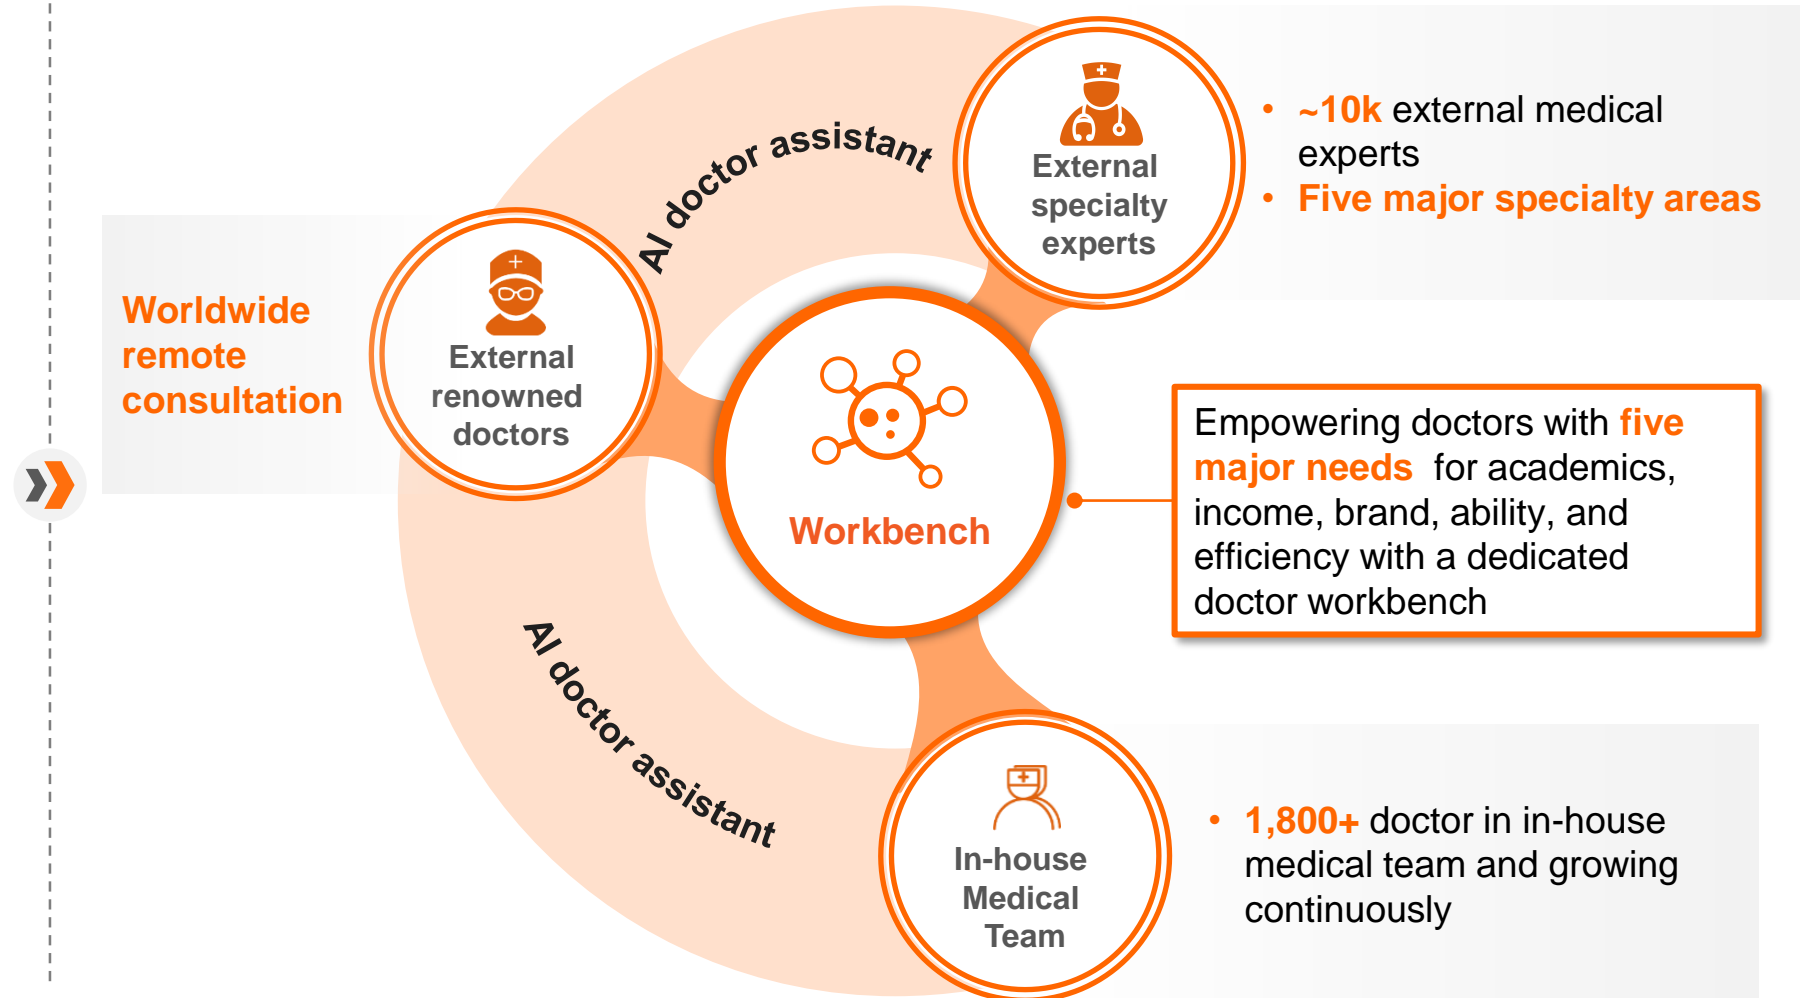 AI doctor assistant
External
specialty
experts
• ~10k external medical
experts
• Five major specialty areas
Worldwide
remote
consultation
External
renowned
doctors
Workbench
Empowering doctors with five
major needs for academics,
income, brand, ability, and
efficiency with a dedicated
doctor workbench
AI doctor assistant
In-house
Medical
Team
• 1,800+ doctor in in-house
medical team and growing
continuously